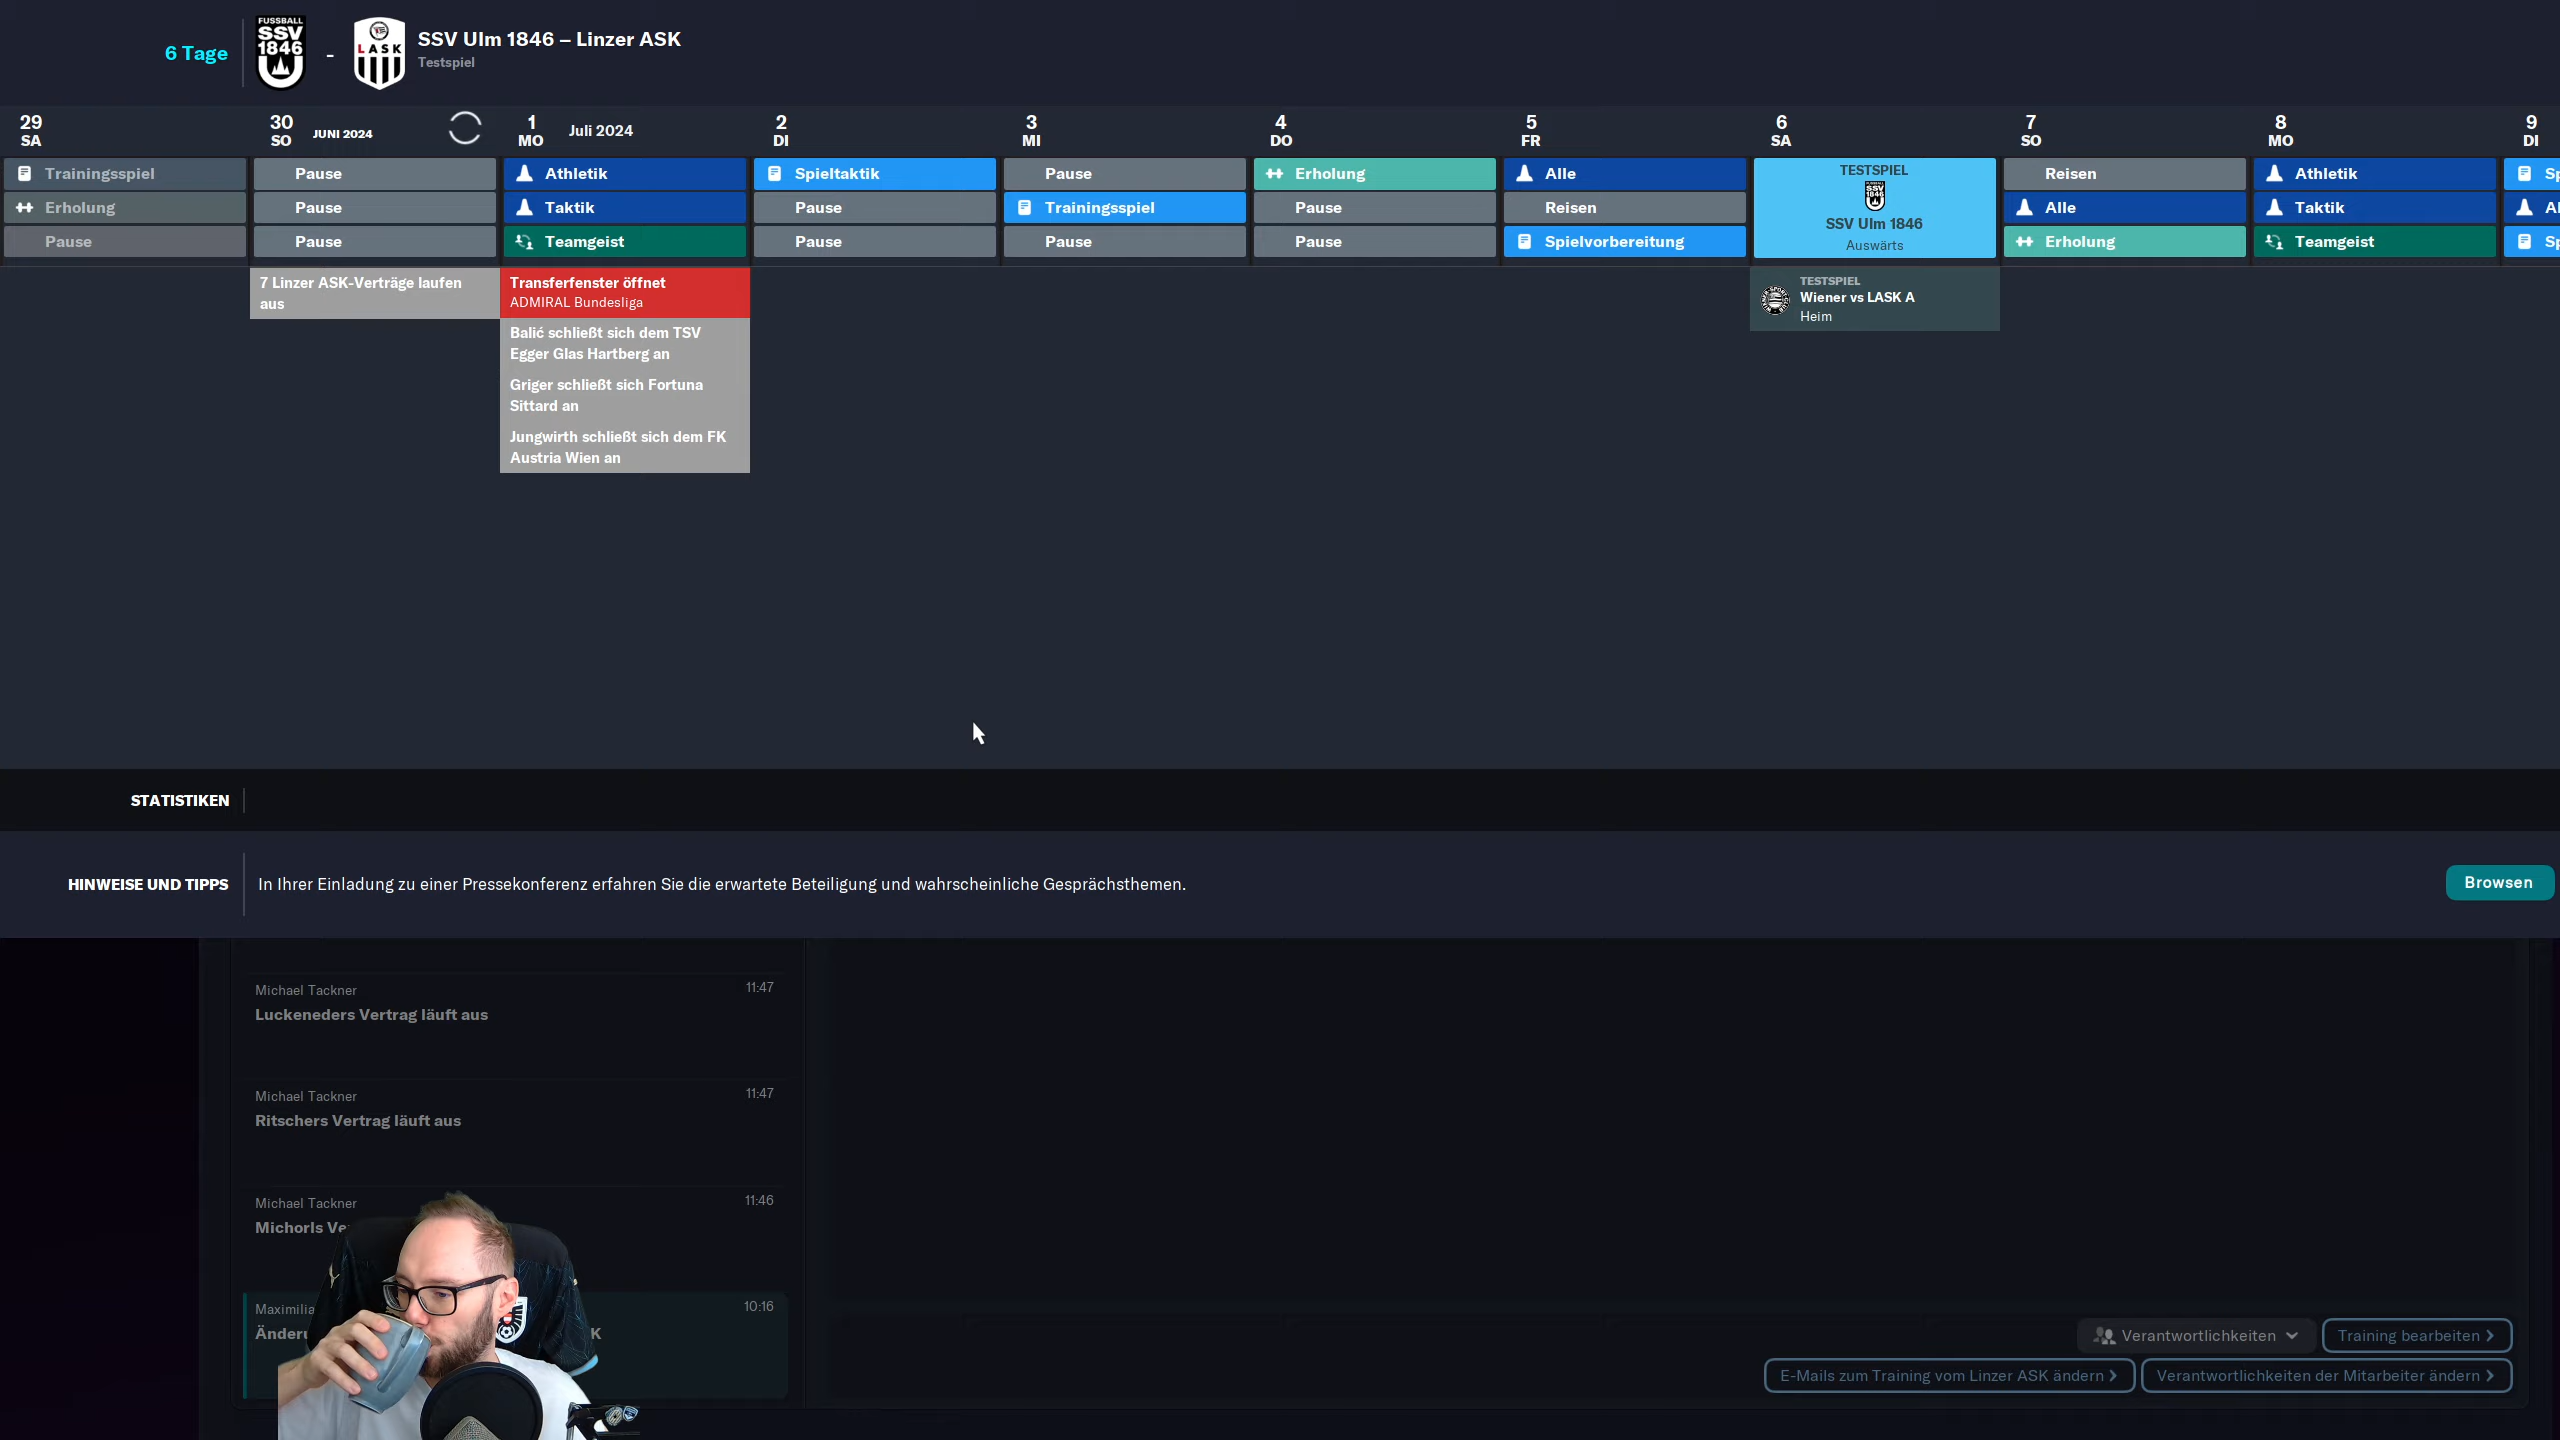 6 Tage
FUSSBALL
SSV
1846
-
LASK
SSV Ulm 1846 – Linzer ASK
Testspiel
29
SA
30
SO
JUNI 2024
1
MO
Juli 2024
2
DI
3
MI
4
DO
5
FR
6
SA
7
SO
8
MO
9
DI
Trainingsspiel
Erholung
Pause
Pause
Pause
Pause
Athletik
Taktik
Teamgeist
Spieltaktik
Pause
Pause
Pause
Trainingsspiel
Pause
Erholung
Pause
Pause
Alle
Reisen
Spielvorbereitung
TESTSPIEL
SSV Ulm 1846
Auswärts
Reisen
Alle
Erholung
Athletik
Taktik
Teamgeist
Sp
Al
Sp
7 Linzer ASK-Verträge laufen
aus
Transferfenster öffnet
ADMIRAL Bundesliga
Balić schließt sich dem TSV
Egger Glas Hartberg an
Griger schließt sich Fortuna
Sittard an
Jungwirth schließt sich dem FK
Austria Wien an
TESTSPIEL
Wiener vs LASK A
Heim
STATISTIKEN
HINWEISE UND TIPPS
In Ihrer Einladung zu einer Pressekonferenz erfahren Sie die erwartete Beteiligung und wahrscheinliche Gesprächsthemen.
Browsen
Michael Tackner
11:47
Luckeneders Vertrag läuft aus
Michael Tackner
11:47
Ritschers Vertrag läuft aus
Michael Tackner
11:46
Michorls Ve
Maximilia
10:16
Änderu
K
Verantwortlichkeiten
Training bearbeiten
E-Mails zum Training vom Linzer ASK ändern
Verantwortlichkeiten der Mitarbeiter ändern